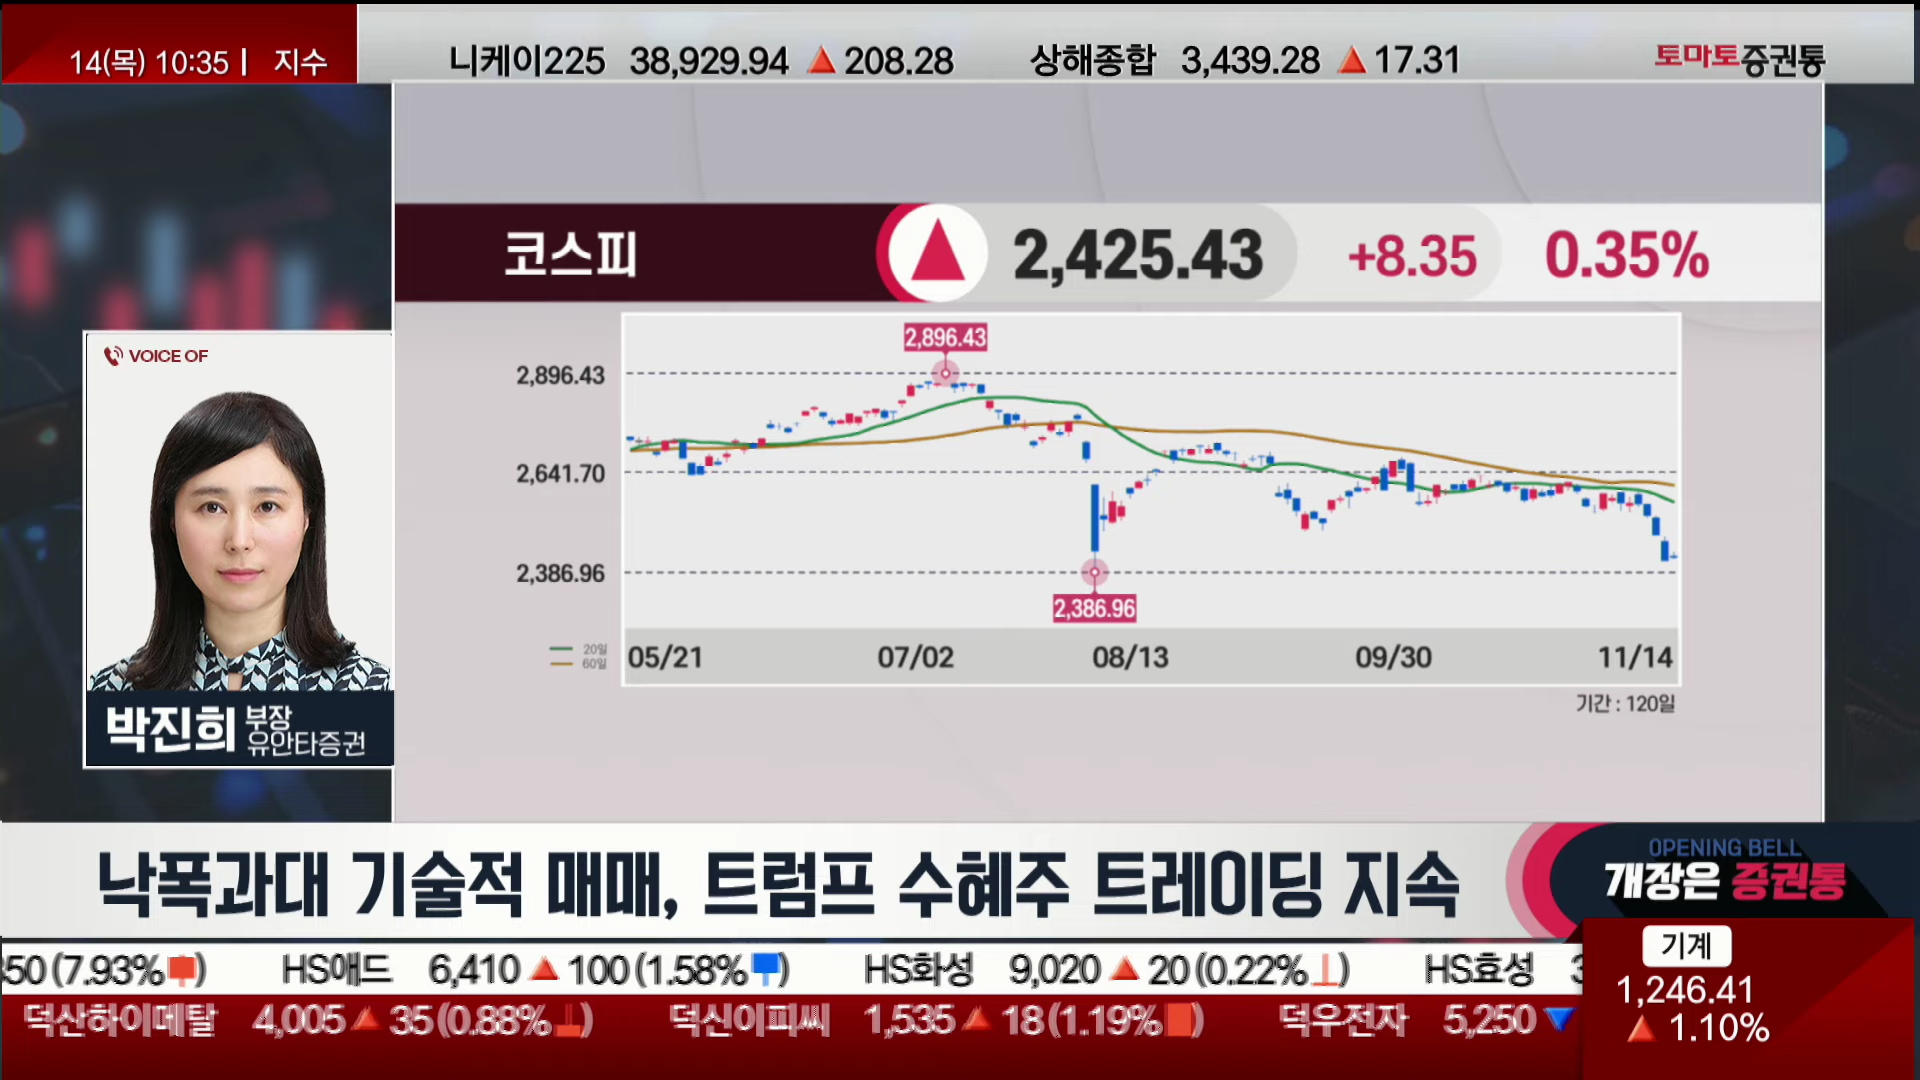 14(목) 10:35 | 지수
니케이225 38,929.94 ▲ 208.28 상해종합 3,439.28 ▲ 17.31
토마토증권통
코스피 ▲ 2,425.43 +8.35 0.35%
VOICE OF
박진희 부장
유안타증권
2,896.43
2,896.43
2,641.70
2,386.96
2,386.96
20일
60일
05/21 07/02 08/13 09/30 11/14
기간 : 120일
낙폭과대 기술적 매매, 트럼프 수혜주 트레이딩 지속
OPENING BELL
개장은 증권통
50(7.93%) HS애드 6,410 ▲ 100(1.58%) HS화성 9,020 ▲ 20(0.22%) HS효성
덕산하이메탈 4,005 ▲ 35(0.88%) 덕신이피씨 1,535 ▲ 18(1.19%) 덕우전자 5,250 ▼
기계
1,246.41
▲ 1.10%